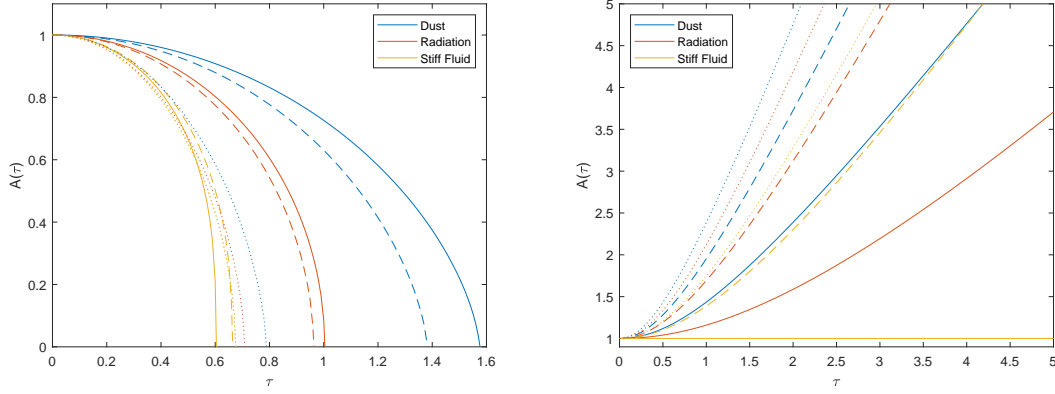 Dust
Radiation
Stiff Fluid
A(τ)
1
0.8
0.6
0.4
0.2
0
0 0.2 0.4 0.6 0.8 1 1.2 1.4 1.6
τ
Dust
Radiation
Stiff Fluid
A(τ)
5
4.5
4
3.5
3
2.5
2
1.5
1
0 0.5 1 1.5 2 2.5 3 3.5 4 4.5 5
τ